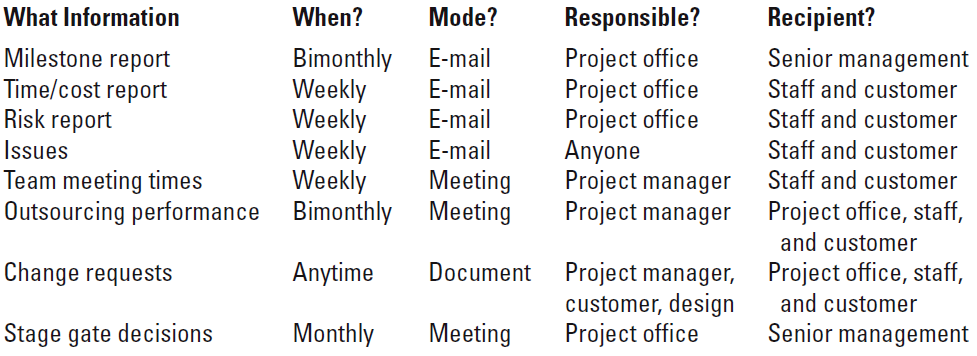 What Information When? Mode? Responsible? Recipient?
Milestone report Bimonthly E-mail Project office Senior management
Time/cost report Weekly E-mail Project office Staff and customer
Risk report Weekly E-mail Project office Staff and customer
Issues Weekly E-mail Anyone Staff and customer
Team meeting times Weekly Meeting Project manager Staff and customer
Outsourcing performance Bimonthly Meeting Project manager Project office, staff,
and customer
Change requests Anytime Document Project manager, Project office, staff,
customer, design and customer
Stage gate decisions Monthly Meeting Project office Senior management